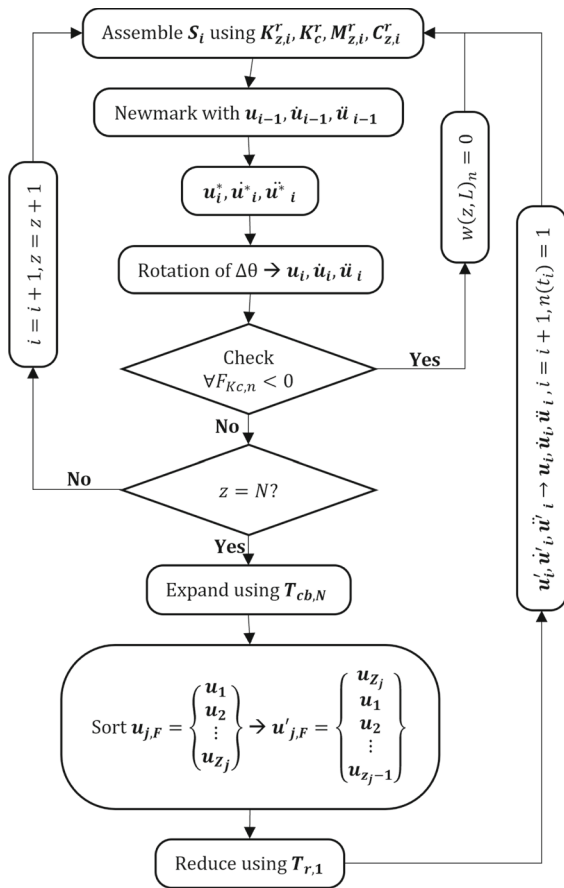 Assemble S_i using K^r_{z,i}, K^r_c, M^r_{z,i}, C^r_{z,i}
Newmark with u_{i−1}, u̇_{i−1}, ü_{i−1}
u^*_i, u̇^*_i, ü^*_i
Rotation of Δθ → u_i, u̇_i, ü_i
Check
∀F_{Kc,n} < 0
Yes
No
z = N?
No
Yes
Expand using T_{cb,N}
Sort u_{j,F} = {u_1 u_2 ⋮ u_{Z_j}} → u'_{j,F} = {u_{Z_j} u_1 u_2 ⋮ u_{z_j−1}}
Reduce using T_{r,1}
i = i + 1, z = z + 1
w(z, L)_n = 0
u'_i, u̇'_i, ü'_i → u_i, u̇_i, ü_i, i = i + 1, n(t_i) = 1